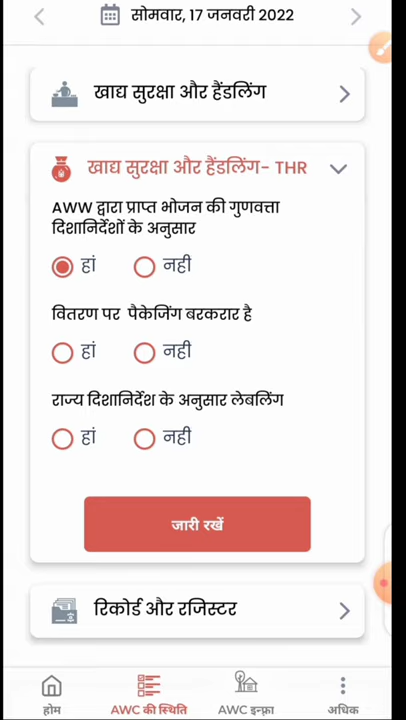 सोमवार, 17 जनवरी 2022
खाद्य सुरक्षा और हैंडलिंग
खाद्य सुरक्षा और हैंडलिंग- THR
AWW द्वारा प्राप्त भोजन की गुणवत्ता
दिशानिर्देशों के अनुसार
हां नही
वितरण पर पैकेजिंग बरकरार है
हां नही
राज्य दिशानिर्देश के अनुसार लेबलिंग
हां नही
जारी रखें
रिकोर्ड और रजिस्टर
होम AWC की स्थिति AWC इन्फ्रा अधिक